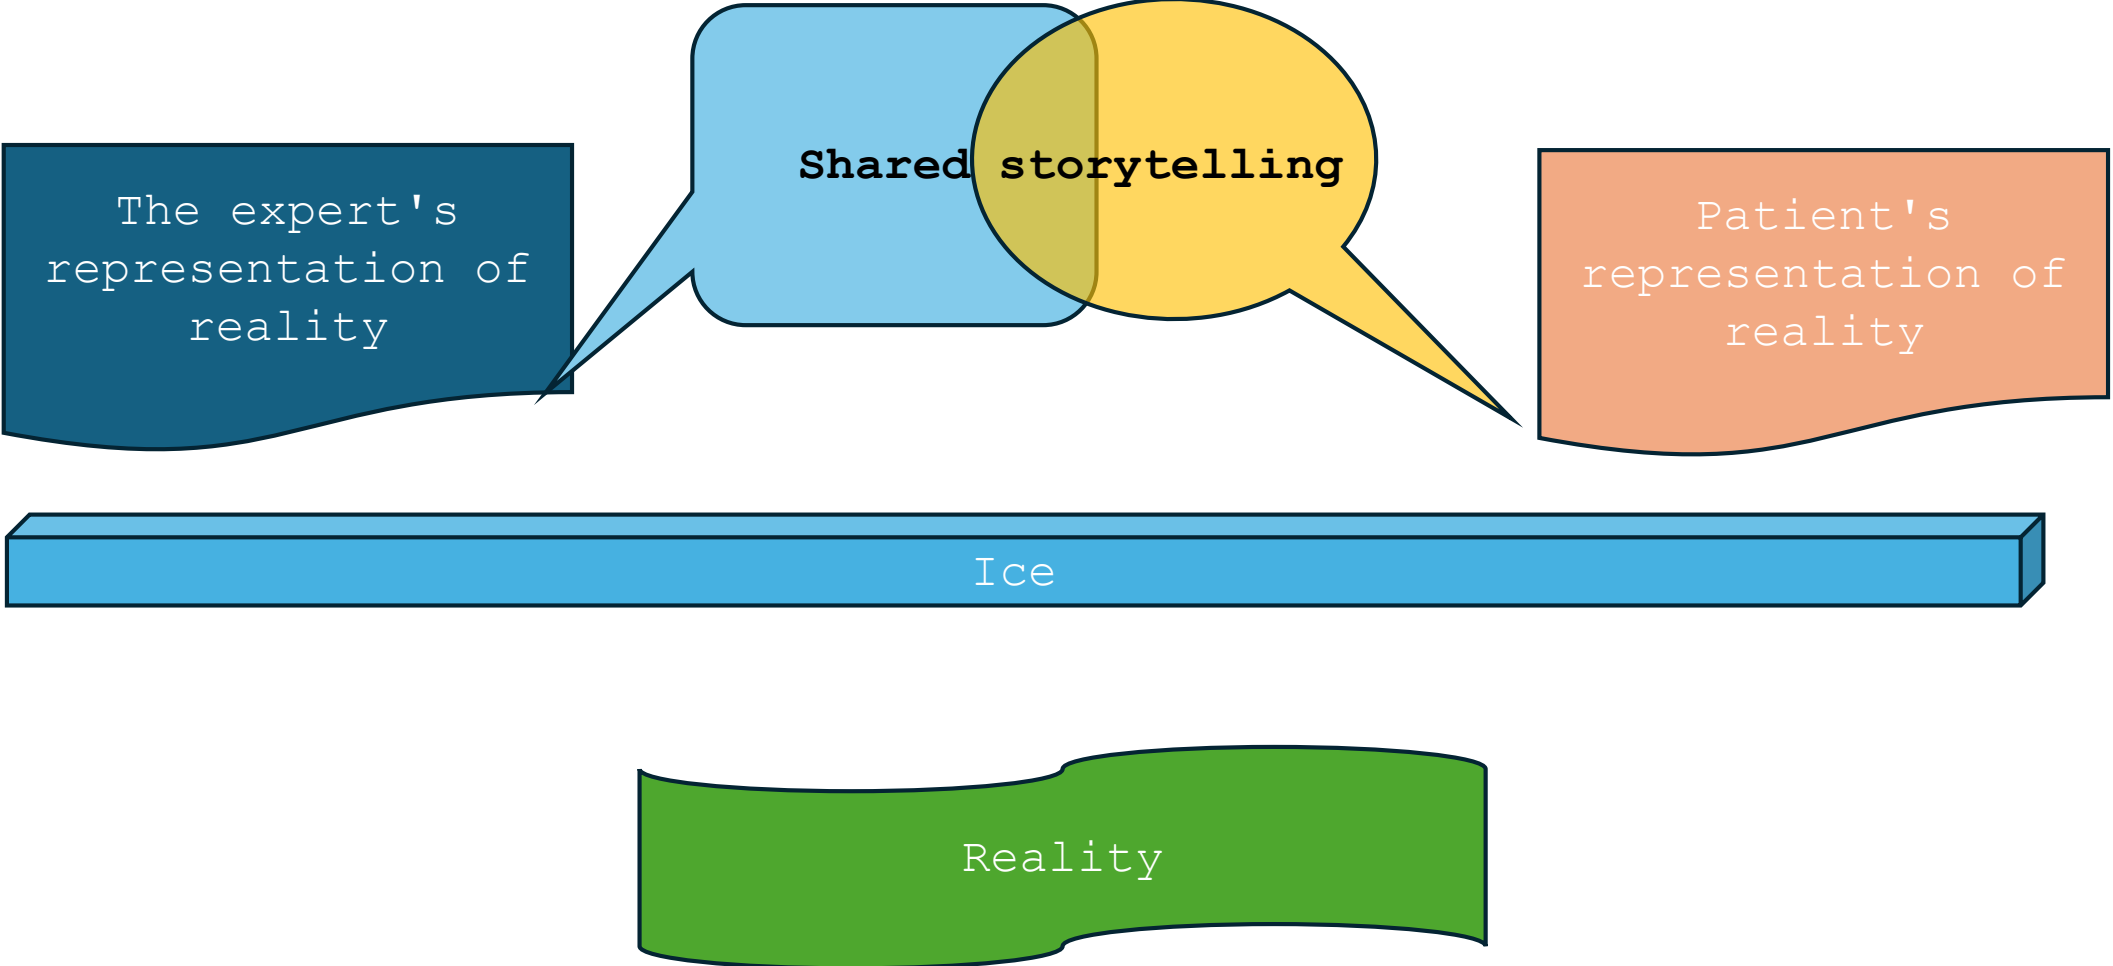 Shared storytelling
The expert's
representation of
reality
Patient's
representation of
reality
Ice
Reality